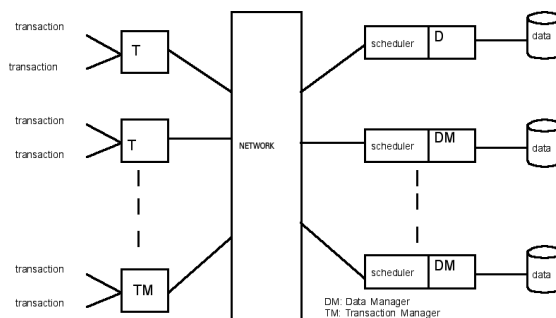 transaction
transaction
T
scheduler
D
data
transaction
transaction
T
NETWORK
scheduler
DM
data
transaction
transaction
TM
scheduler
DM
data
DM: Data Manager
TM: Transaction Manager